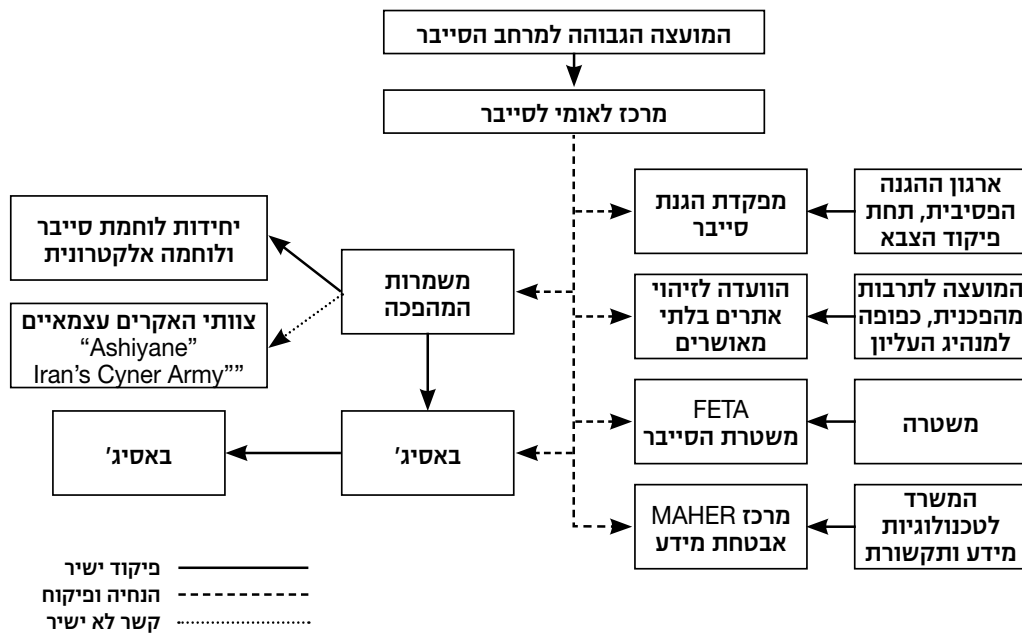 המועצה הגבוהה למרחב הסייבר
מרכז לאומי לסייבר
ארגון ההגנה
הפסיבית, תחת
פיקוד הצבא
מפקדת הגנת
סייבר
המועצה לתרבות
מהפכנית, כפופה
למנהיג העליון
הוועדה לזיהוי
אתרים בלתי
מאושרים
משטרה
FETA
משטרת הסייבר
המשרד
לטכנולוגיות
מידע ותקשורת
מרכז MAHER
אבטחת מידע
משמרות
המהפכה
יחידות לוחמת סייבר
ולוחמה אלקטרונית
צוותי האקרים עצמאיים
“Ashiyane”
Iran's Cyner Army””
באסיג'
באסיג'
פיקוד ישיר
הנחיה ופיקוח
קשר לא ישיר